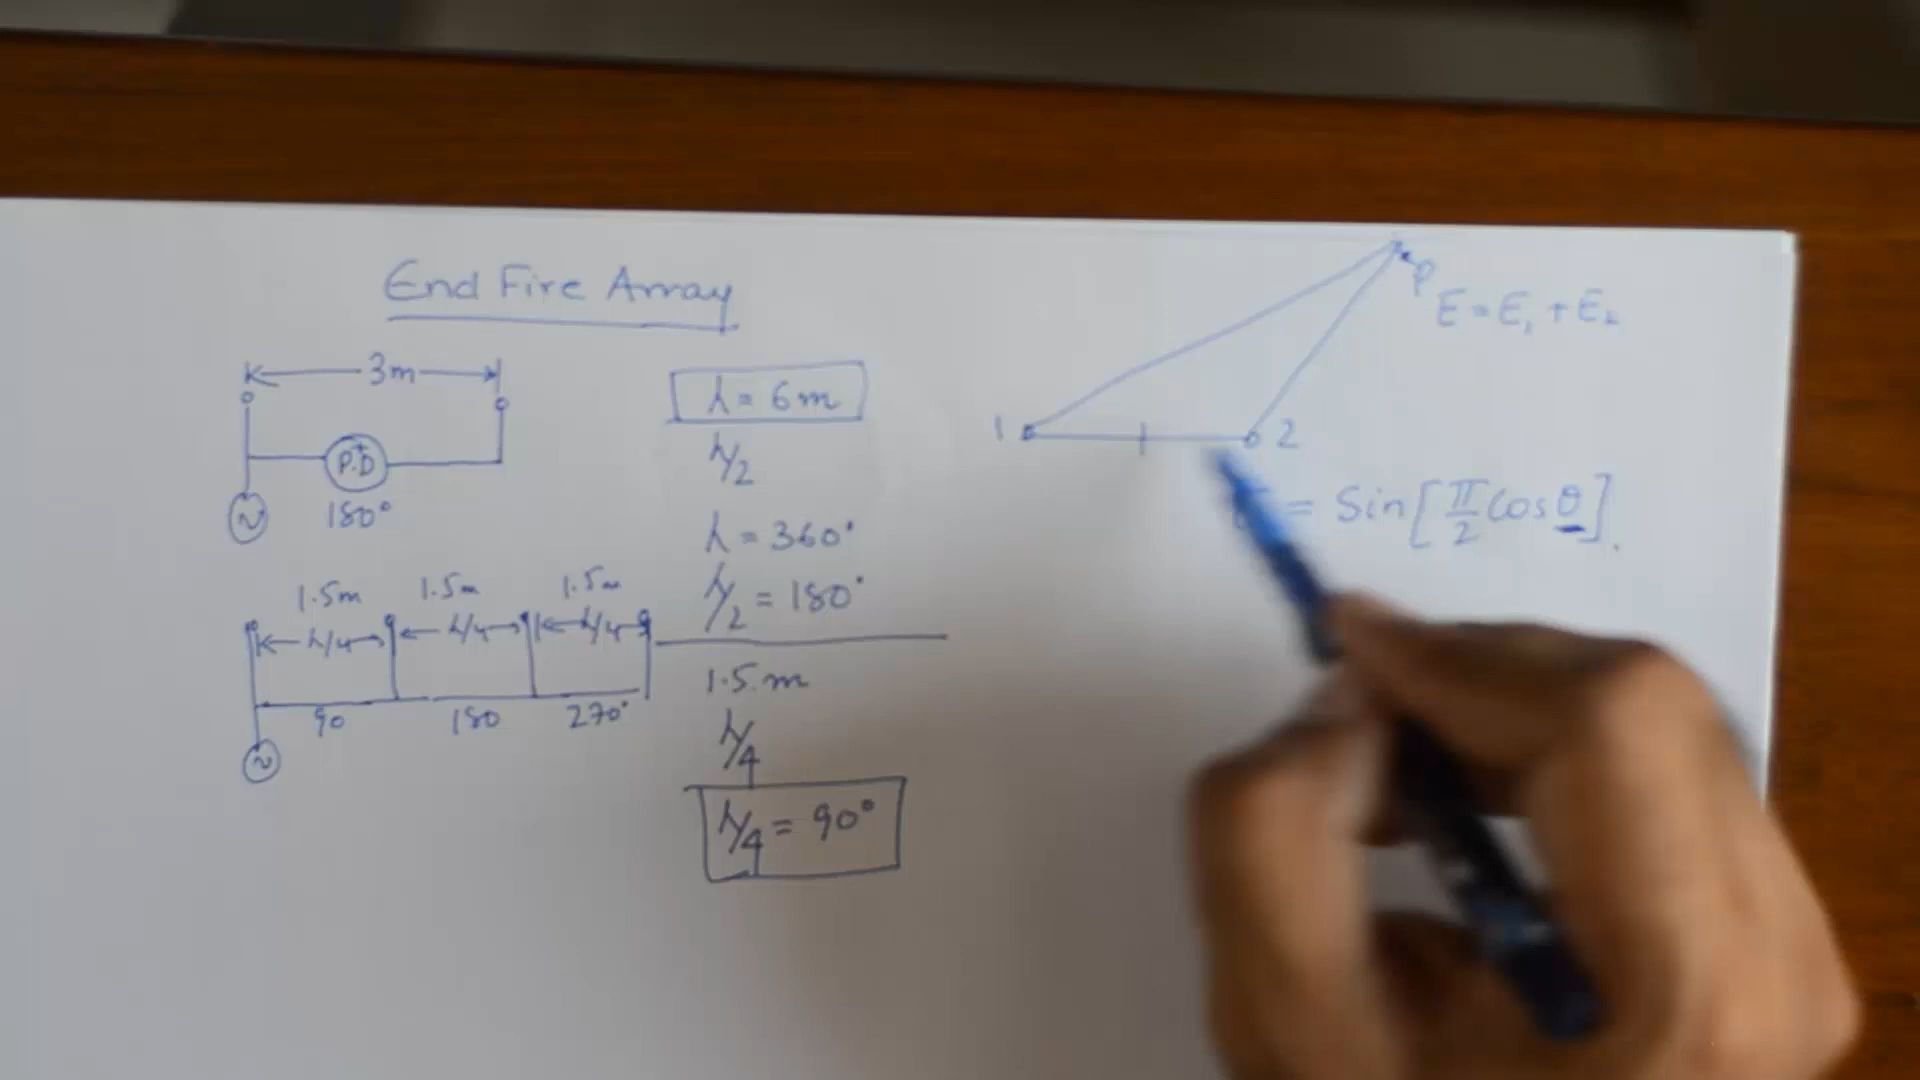 End Fire Array
3m
P.D
180°
λ = 6m
λ/2
λ = 360°
λ/2 = 180°
1.5m 1.5m 1.5m
λ/4 λ/4 λ/4
90 180 270°
1.5 m
λ/4
λ/4 = 90°
P
E = E₁ + E₂
1 2
= Sin[π/2 cos θ].